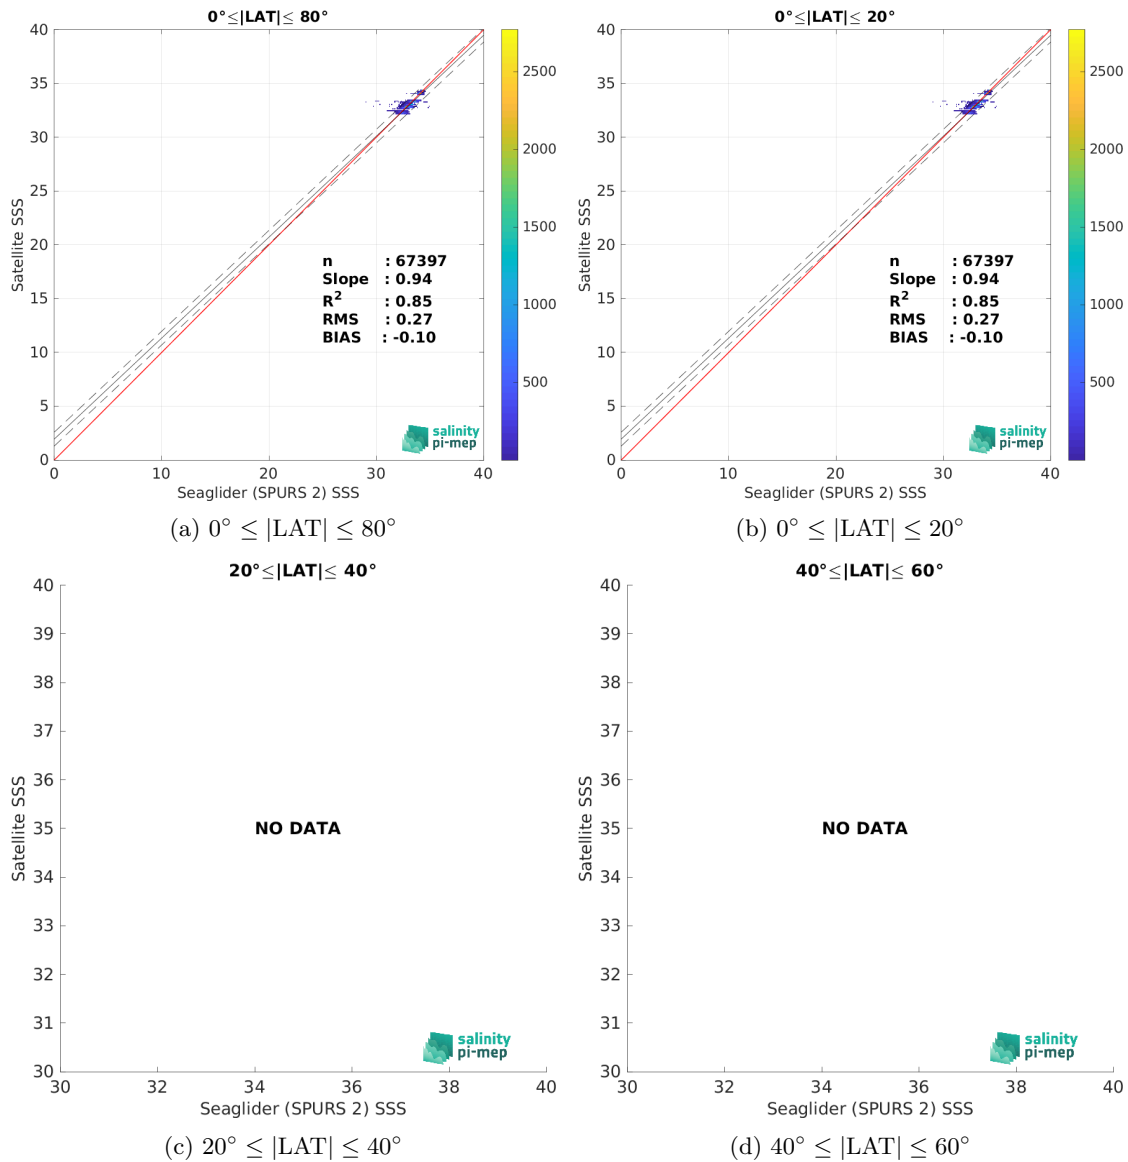 0°≤|LAT|≤ 80°
40
35
30
25
20
15
10
5
0
Satellite SSS
n : 67397
Slope : 0.94
R² : 0.85
RMS : 0.27
BIAS : -0.10
2500
2000
1500
1000
500
salinity
pi-mep
0 10 20 30 40
Seaglider (SPURS 2) SSS
(a) 0° ≤ |LAT| ≤ 80°
0°≤|LAT|≤ 20°
40
35
30
25
20
15
10
5
0
Satellite SSS
n : 67397
Slope : 0.94
R² : 0.85
RMS : 0.27
BIAS : -0.10
2500
2000
1500
1000
500
salinity
pi-mep
0 10 20 30 40
Seaglider (SPURS 2) SSS
(b) 0° ≤ |LAT| ≤ 20°
20°≤|LAT|≤ 40°
40
39
38
37
36
35
34
33
32
31
30
Satellite SSS
NO DATA
salinity
pi-mep
30 32 34 36 38 40
Seaglider (SPURS 2) SSS
(c) 20° ≤ |LAT| ≤ 40°
40°≤|LAT|≤ 60°
40
39
38
37
36
35
34
33
32
31
30
Satellite SSS
NO DATA
salinity
pi-mep
30 32 34 36 38 40
Seaglider (SPURS 2) SSS
(d) 40° ≤ |LAT| ≤ 60°